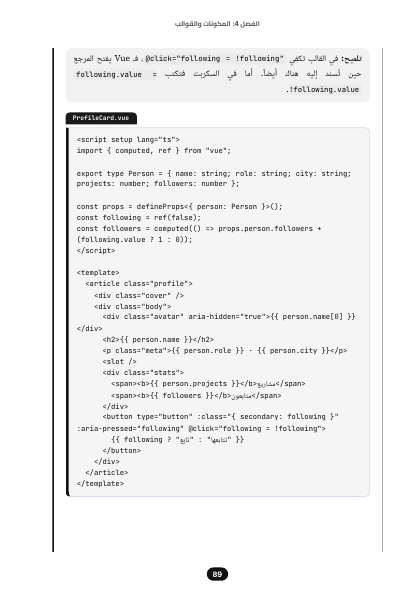 الفصل 4: المكونات والقوالب
تلميح: في القالب تكفي @click="following = !following"، فـ Vue يفتح المرجع
حين تُسند إليه هناك أيضاً. أما في السكربت فتكتب following.value =
!following.value.
ProfileCard.vue
<script setup lang="ts">
import { computed, ref } from "vue";
export type Person = { name: string; role: string; city: string;
projects: number; followers: number };
const props = defineProps<{ person: Person }>();
const following = ref(false);
const followers = computed(() => props.person.followers +
(following.value ? 1 : 0));
</script>
<template>
<article class="profile">
<div class="cover" />
<div class="body">
<div class="avatar" aria-hidden="true">{{ person.name[0] }}
</div>
<h2>{{ person.name }}</h2>
<p class="meta">{{ person.role }} · {{ person.city }}</p>
<slot />
<div class="stats">
<span><b>{{ person.projects }}</b>مشاريع</span>
<span><b>{{ followers }}</b>متابعون</span>
</div>
<button type="button" :class="{ secondary: following }"
:aria-pressed="following" @click="following = !following">
{{ following ? "تتابعها" : "تابع" }}
</button>
</div>
</article>
</template>
89